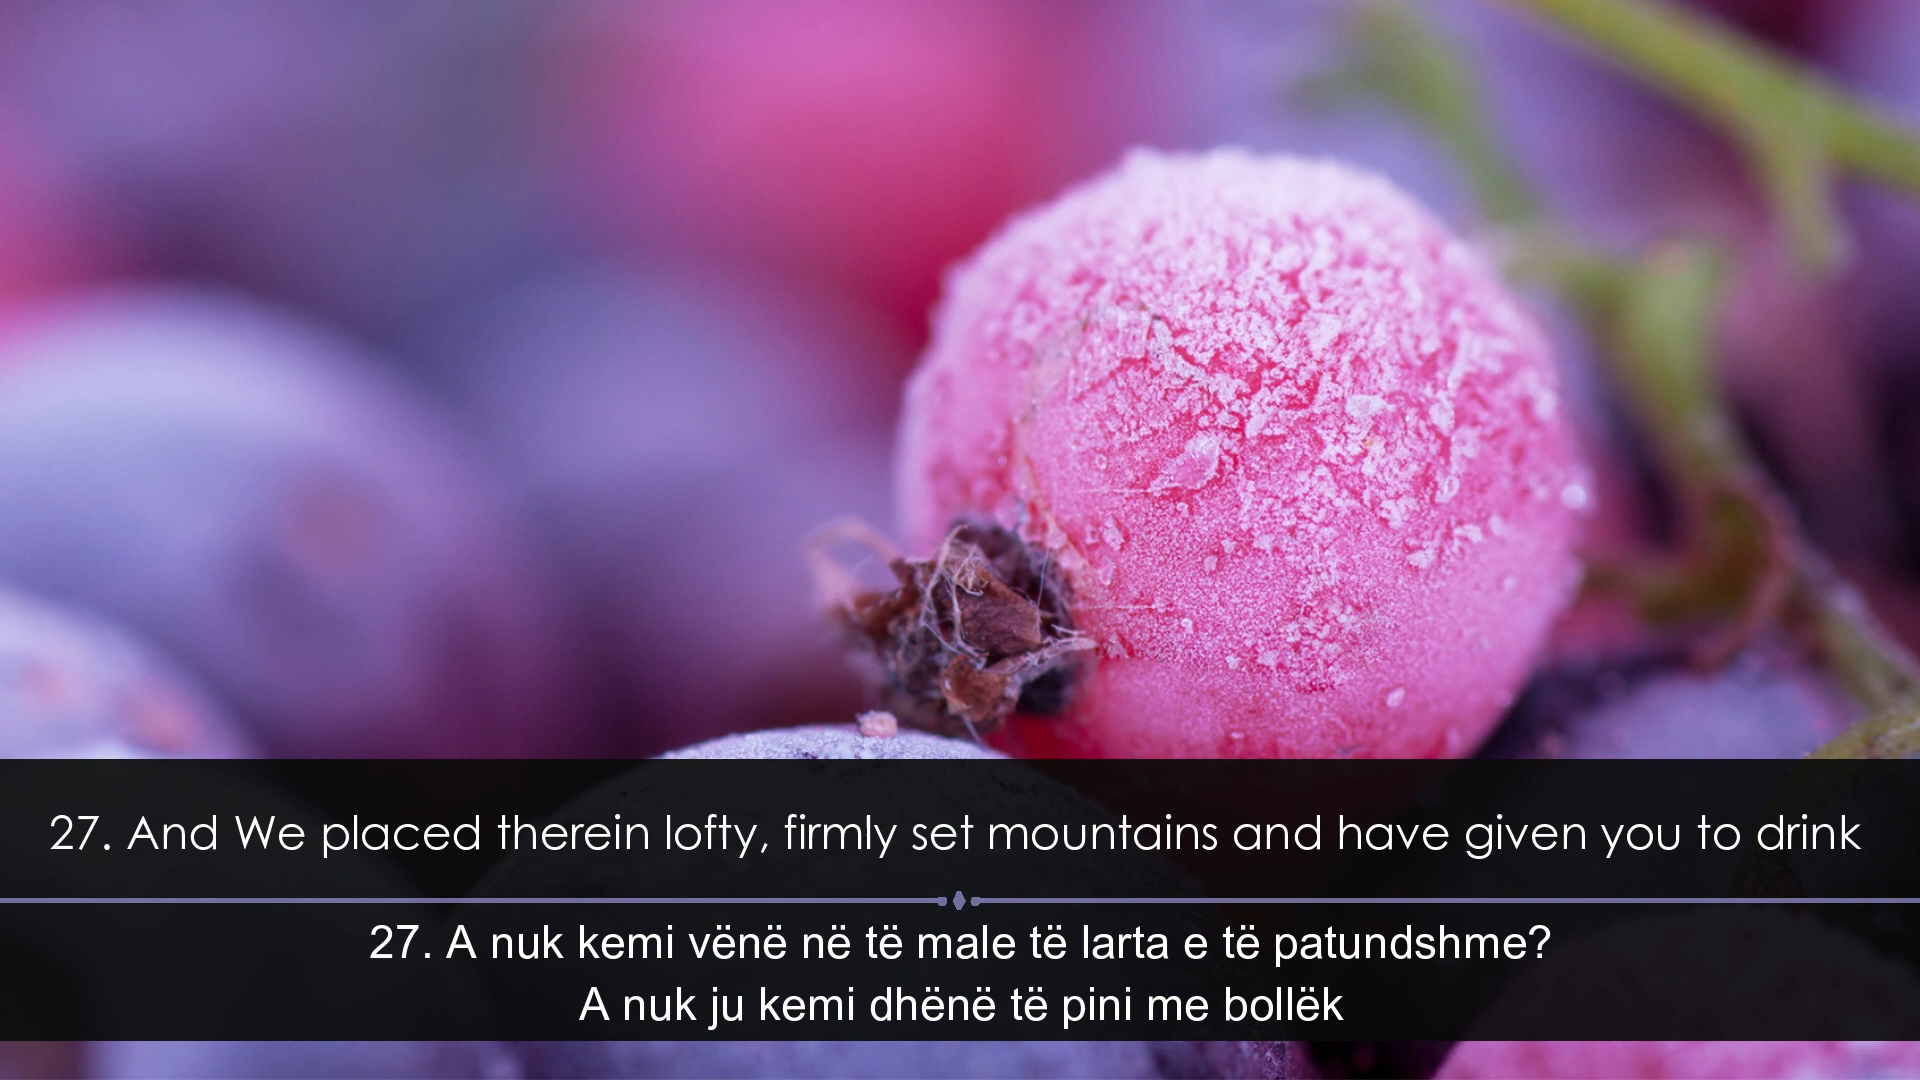 27. And We placed therein lofty, firmly set mountains and have given you to drink
27. A nuk kemi vënë në të male të larta e të patundshme?
A nuk ju kemi dhënë të pini me bollëk